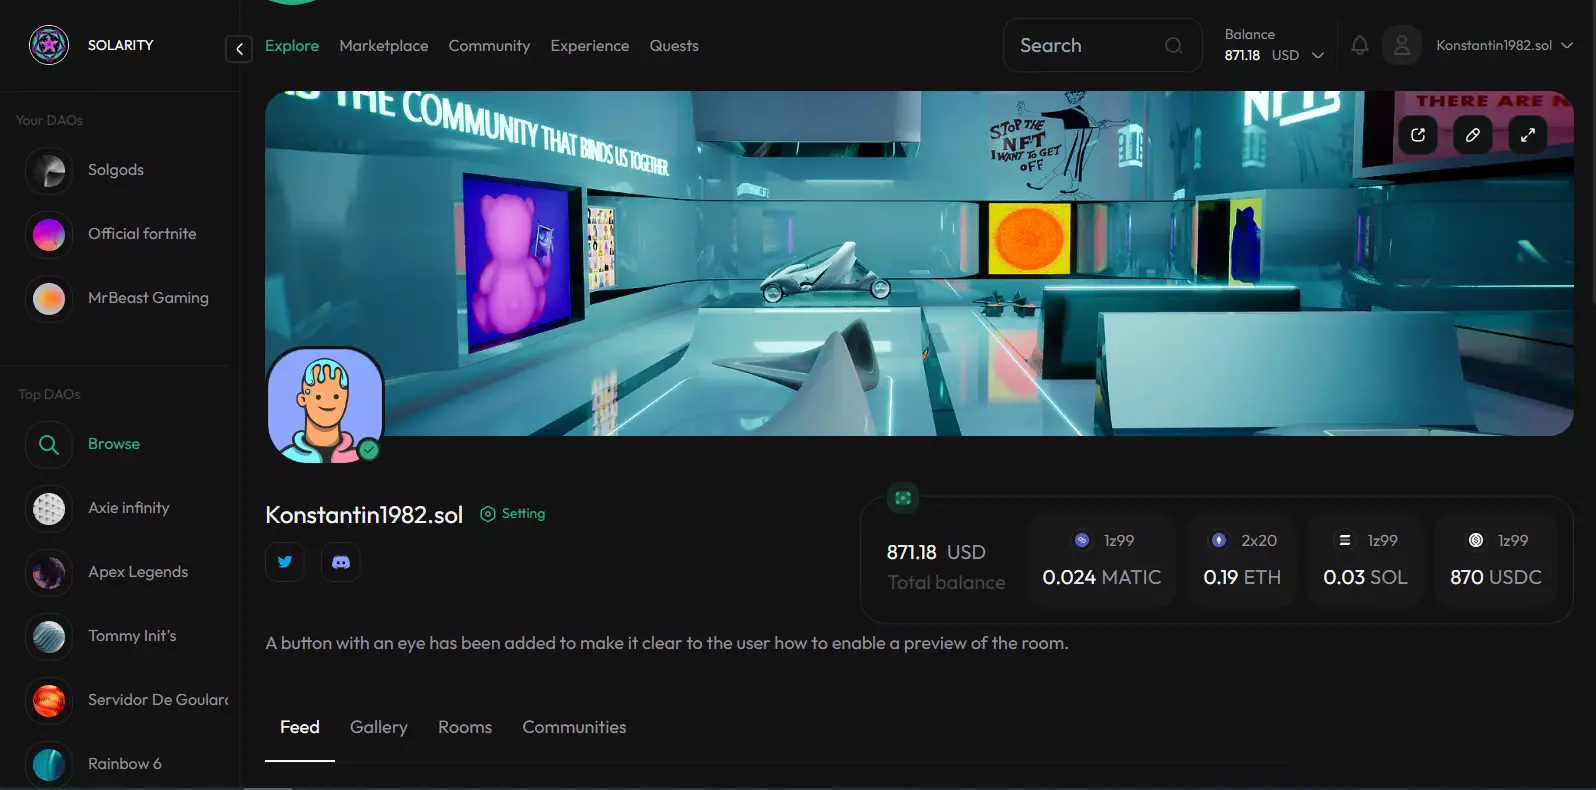 SOLARITY
Explore
Marketplace
Community
Experience
Quests
Search
Balance
871.18 USD
Konstantin1982.sol
Your DAOs
Solgods
Official fortnite
MrBeast Gaming
Top DAOs
Browse
Axie infinity
Apex Legends
Tommy Init's
Servidor De Goular
Rainbow 6
THE COMMUNITY THAT BINDS US TOGETHER.
STOP THE
NFT
I WANT TO GET
OFF
THERE ARE N
Konstantin1982.sol
Setting
871.18 USD
Total balance
1z99
0.024 MATIC
2x20
0.19 ETH
1z99
0.03 SOL
1z99
870 USDC
A button with an eye has been added to make it clear to the user how to enable a preview of the room.
Feed
Gallery
Rooms
Communities